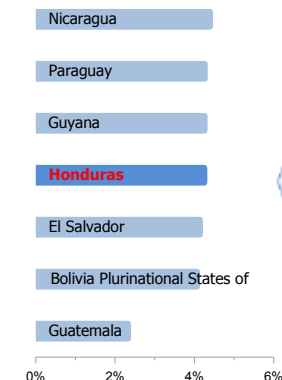 Nicaragua
Paraguay
Guyana
Honduras
El Salvador
Bolivia Plurinational States of
Guatemala
0% 2% 4% 6%